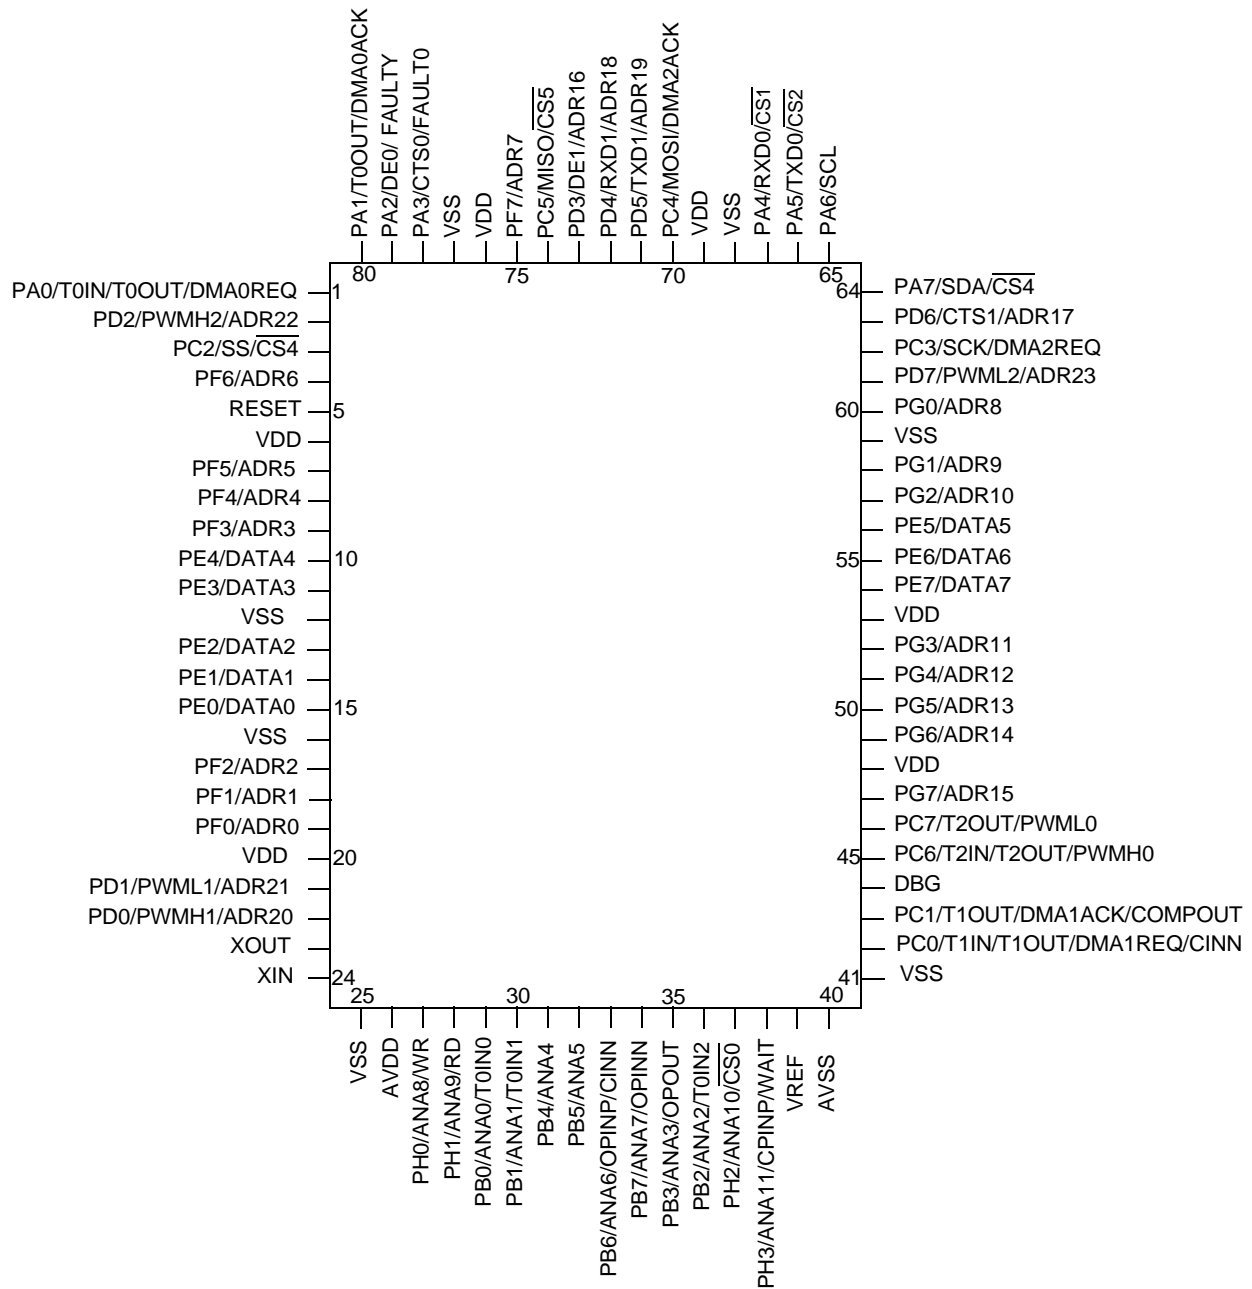 PA1/T0OUT/DMA0ACK
PA2/DE0/ FAULTY
PA3/CTS0/FAULT0
VSS
VDD
PF7/ADR7
PC5/MISO/C̅S̅5̅
PD3/DE1/ADR16
PD4/RXD1/ADR18
PD5/TXD1/ADR19
PC4/MOSI/DMA2ACK
VDD
VSS
PA4/RXD0/C̅S̅1̅
PA5/TXD0/C̅S̅2̅
PA6/SCL
80
75
70
65
PA0/T0IN/T0OUT/DMA0REQ 1
PD2/PWMH2/ADR22
PC2/SS/C̅S̅4̅
PF6/ADR6
RESET 5
VDD
PF5/ADR5
PF4/ADR4
PF3/ADR3
PE4/DATA4 10
PE3/DATA3
VSS
PE2/DATA2
PE1/DATA1
PE0/DATA0 15
VSS
PF2/ADR2
PF1/ADR1
PF0/ADR0
VDD 20
PD1/PWML1/ADR21
PD0/PWMH1/ADR20
XOUT
XIN 24
64 PA7/SDA/C̅S̅4̅
PD6/CTS1/ADR17
PC3/SCK/DMA2REQ
PD7/PWML2/ADR23
60 PG0/ADR8
VSS
PG1/ADR9
PG2/ADR10
PE5/DATA5
55 PE6/DATA6
PE7/DATA7
VDD
PG3/ADR11
PG4/ADR12
50 PG5/ADR13
PG6/ADR14
VDD
PG7/ADR15
PC7/T2OUT/PWML0
45 PC6/T2IN/T2OUT/PWMH0
DBG
PC1/T1OUT/DMA1ACK/COMPOUT
PC0/T1IN/T1OUT/DMA1REQ/CINN
41 VSS
25
30
35
40
VSS
AVDD
PH0/ANA8/WR
PH1/ANA9/RD
PB0/ANA0/T0IN0
PB1/ANA1/T0IN1
PB4/ANA4
PB5/ANA5
PB6/ANA6/OPINP/CINN
PB7/ANA7/OPINN
PB3/ANA3/OPOUT
PB2/ANA2/T0IN2
PH2/ANA10/C̅S̅0̅
PH3/ANA11/CPINP/WAIT
VREF
AVSS